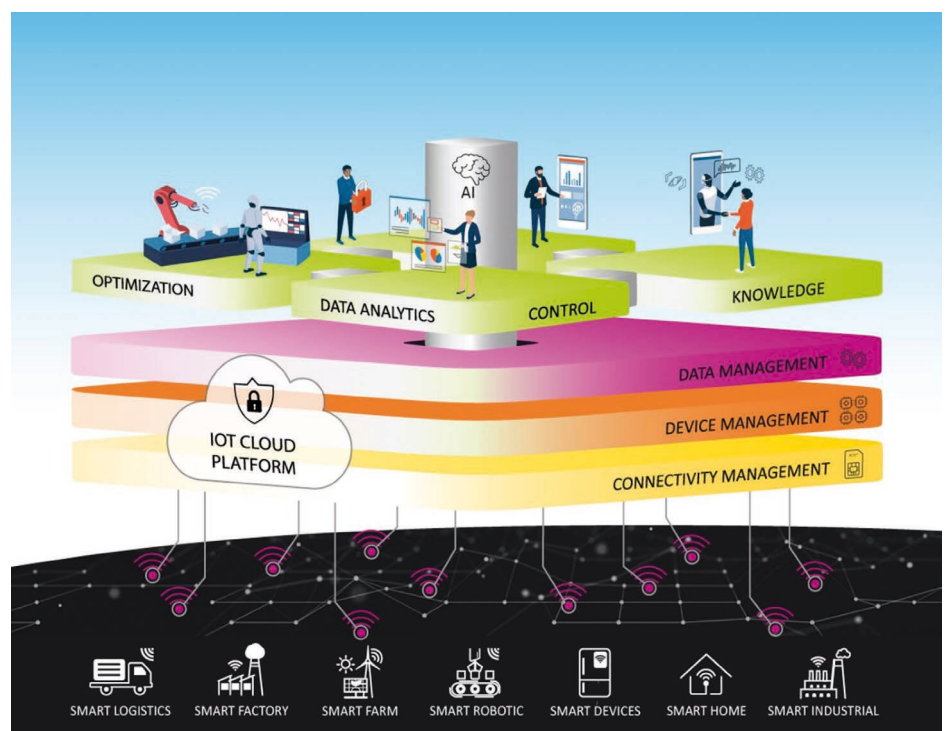 AI
OPTIMIZATION
DATA ANALYTICS
CONTROL
KNOWLEDGE
DATA MANAGEMENT
DEVICE MANAGEMENT
CONNECTIVITY MANAGEMENT
IOT CLOUD
PLATFORM
SMART LOGISTICS
SMART FACTORY
SMART FARM
SMART ROBOTIC
SMART DEVICES
SMART HOME
SMART INDUSTRIAL